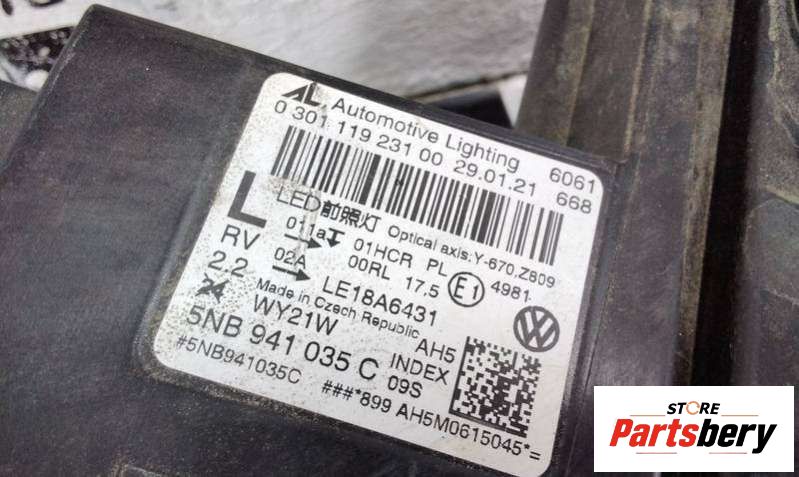 AL Automotive Lighting
0 301 119 231 00 29.01.21
6061
668
L
LED前照灯 Optical axis:Y-670,Z809
011a 01HCR PL
RV 02A 00RL 17,5 E1 4981
2,2 LE18A6431
Made in Czech Republic
WY21W
AH5
5NB 941 035 C INDEX
#5NB941035C 09S
###*899 AH5M0615045*=
STORE
Partsbery